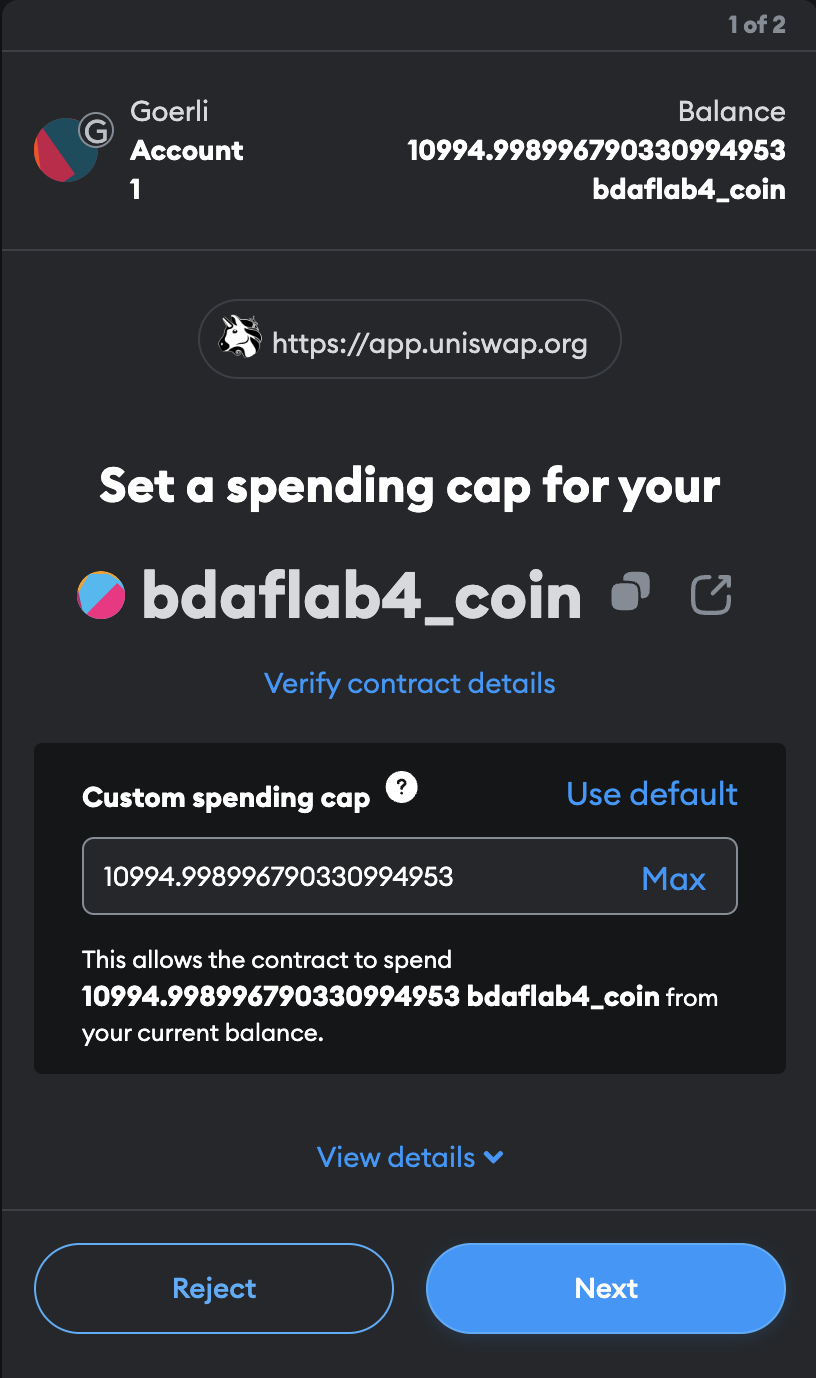 1 of 2
Goerli
Account
1
Balance
10994.998996790330994953
bdaflab4_coin
G
https://app.uniswap.org
Set a spending cap for your
bdaflab4_coin
Verify contract details
Custom spending cap ?
Use default
10994.998996790330994953
Max
This allows the contract to spend
10994.998996790330994953 bdaflab4_coin from
your current balance.
View details
Reject
Next